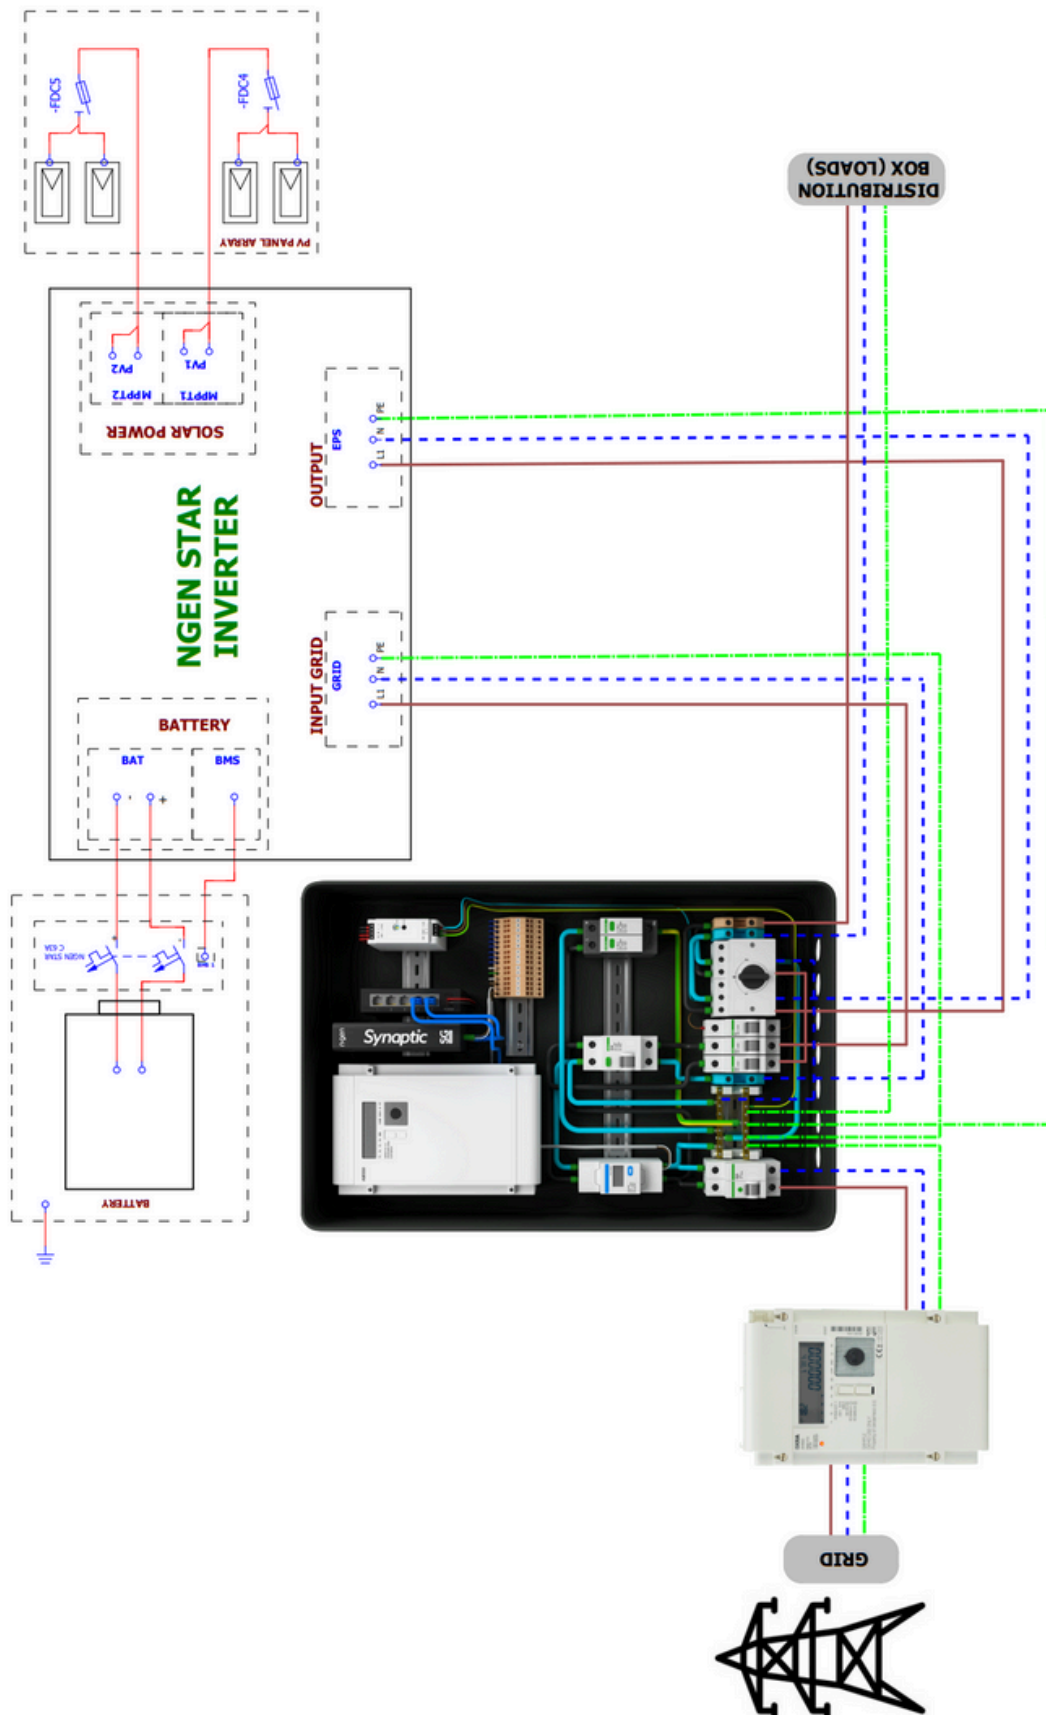 -FDC5
-FDC4
PV PANEL ARRAY
DISTRIBUTION
BOX (LOADS)
PV2
PV1
MPPT2
MPPT1
SOLAR POWER
OUTPUT
EPS
PE
N
L1
NGEN STAR
INVERTER
INPUT GRID
GRID
PE
N
L1
BATTERY
BAT
BMS
-
+
NGEN STAR
C 63A
+
-
BATTERY
ngen
Synaptic
GRID